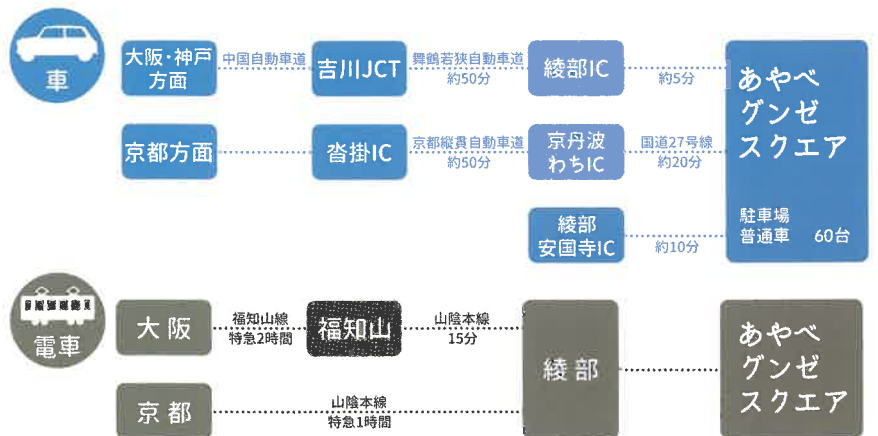 車
大阪・神戸
方面
中国自動車道
吉川JCT
舞鶴若狭自動車道
約50分
綾部IC
約5分
あやべ
グンゼ
スクエア
京都方面
沓掛IC
京都縦貫自動車道
約50分
京丹波
わちIC
国道27号線
約20分
綾部
安国寺IC
約10分
駐車場
普通車 60台
電車
大阪
福知山線
特急2時間
福知山
山陰本線
15分
綾部
あやべ
グンゼ
スクエア
京都
山陰本線
特急1時間